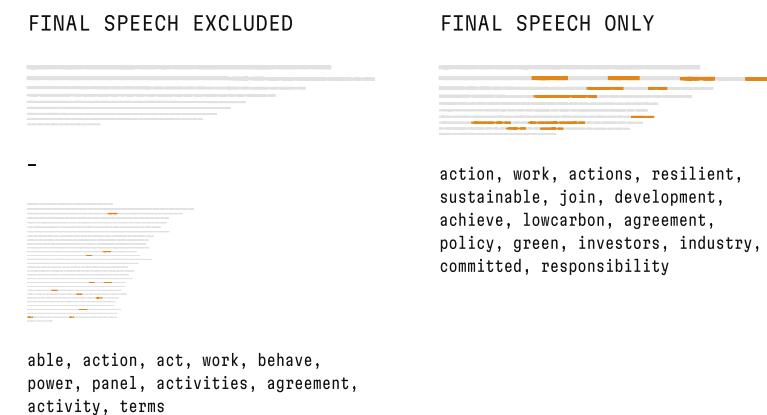 FINAL SPEECH EXCLUDED
–
able, action, act, work, behave,
power, panel, activities, agreement,
activity, terms
FINAL SPEECH ONLY
action, work, actions, resilient,
sustainable, join, development,
achieve, lowcarbon, agreement,
policy, green, investors, industry,
committed, responsibility